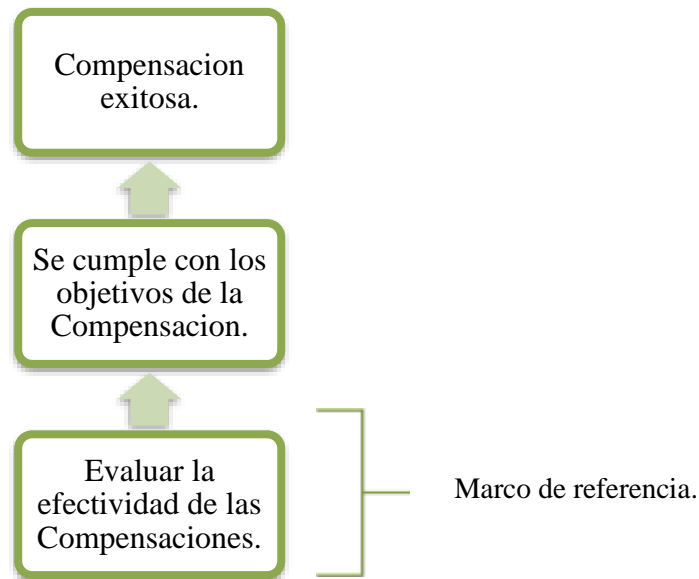 Compensacion
exitosa.
Se cumple con los
objetivos de la
Compensacion.
Evaluar la
efectividad de las
Compensaciones.
Marco de referencia.